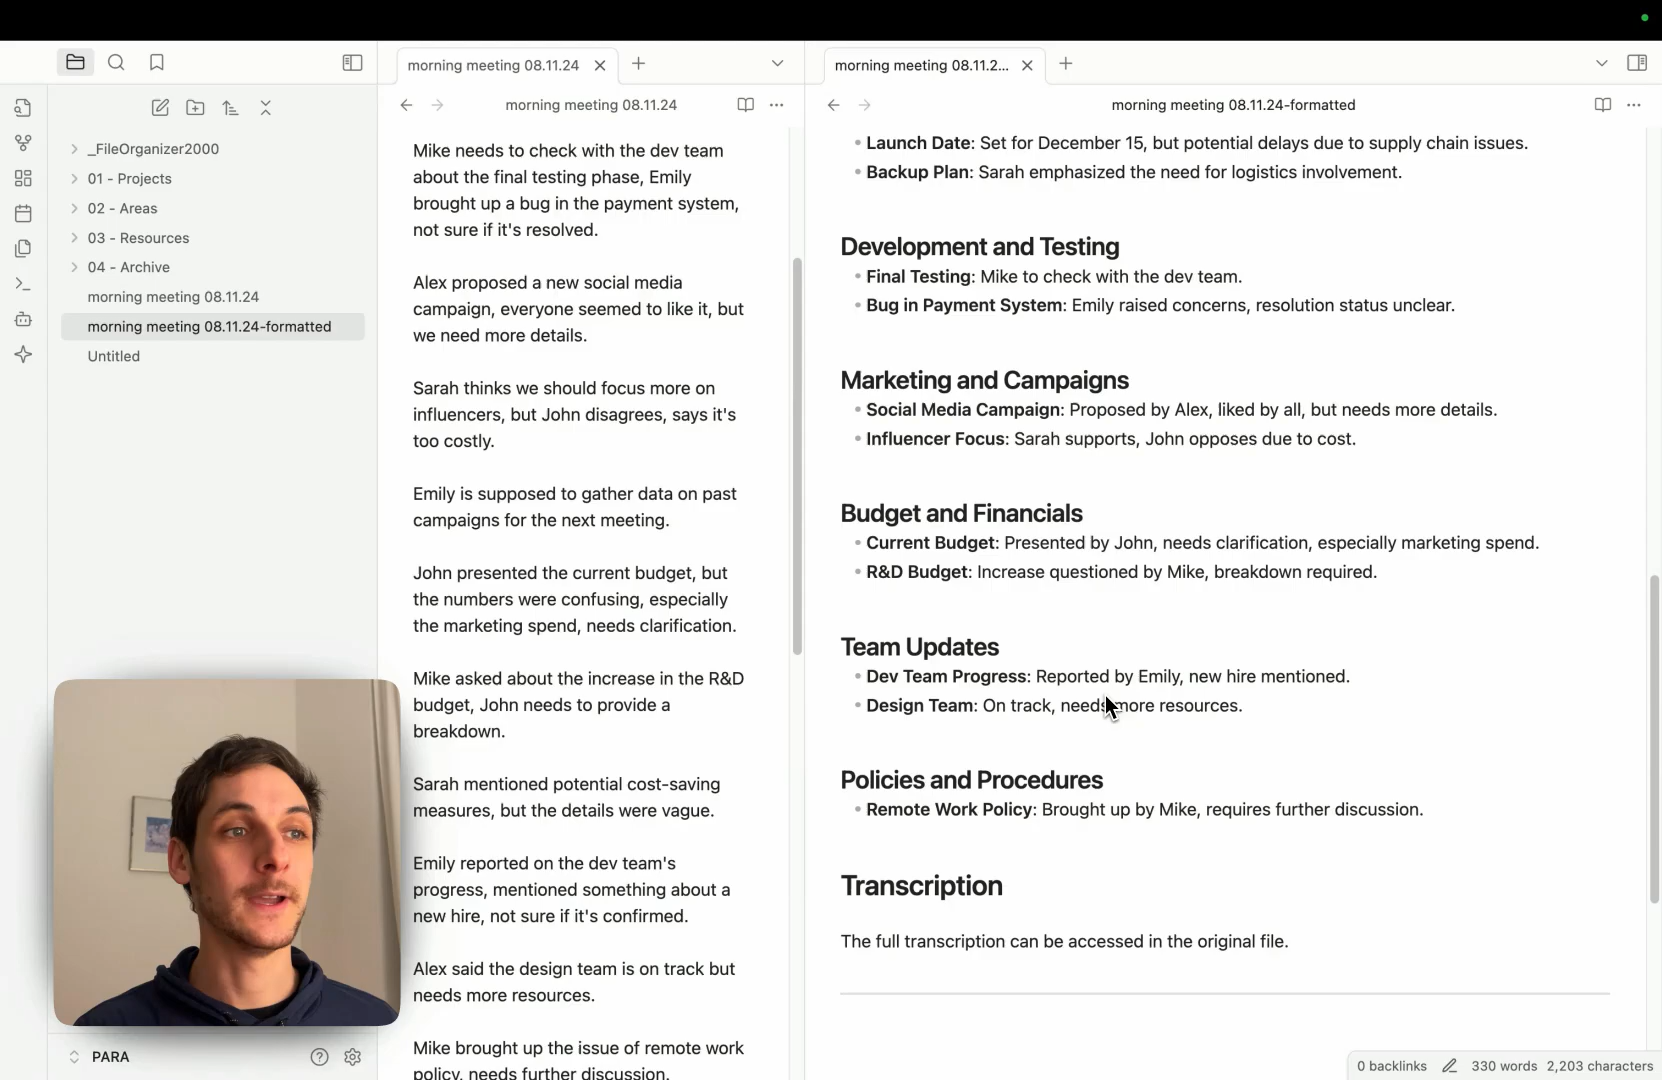 morning meeting 08.11.24
morning meeting 08.11.2...
morning meeting 08.11.24
morning meeting 08.11.24-formatted
_FileOrganizer2000
01 - Projects
02 - Areas
03 - Resources
04 - Archive
morning meeting 08.11.24
morning meeting 08.11.24-formatted
Untitled
PARA
Mike needs to check with the dev team
about the final testing phase, Emily
brought up a bug in the payment system,
not sure if it's resolved.
Alex proposed a new social media
campaign, everyone seemed to like it, but
we need more details.
Sarah thinks we should focus more on
influencers, but John disagrees, says it's
too costly.
Emily is supposed to gather data on past
campaigns for the next meeting.
John presented the current budget, but
the numbers were confusing, especially
the marketing spend, needs clarification.
Mike asked about the increase in the R&D
budget, John needs to provide a
breakdown.
Sarah mentioned potential cost-saving
measures, but the details were vague.
Emily reported on the dev team's
progress, mentioned something about a
new hire, not sure if it's confirmed.
Alex said the design team is on track but
needs more resources.
Mike brought up the issue of remote work
policy, needs further discussion.
• Launch Date: Set for December 15, but potential delays due to supply chain issues.
• Backup Plan: Sarah emphasized the need for logistics involvement.
Development and Testing
• Final Testing: Mike to check with the dev team.
• Bug in Payment System: Emily raised concerns, resolution status unclear.
Marketing and Campaigns
• Social Media Campaign: Proposed by Alex, liked by all, but needs more details.
• Influencer Focus: Sarah supports, John opposes due to cost.
Budget and Financials
• Current Budget: Presented by John, needs clarification, especially marketing spend.
• R&D Budget: Increase questioned by Mike, breakdown required.
Team Updates
• Dev Team Progress: Reported by Emily, new hire mentioned.
• Design Team: On track, needs more resources.
Policies and Procedures
• Remote Work Policy: Brought up by Mike, requires further discussion.
Transcription
The full transcription can be accessed in the original file.
0 backlinks 330 words 2,203 characters